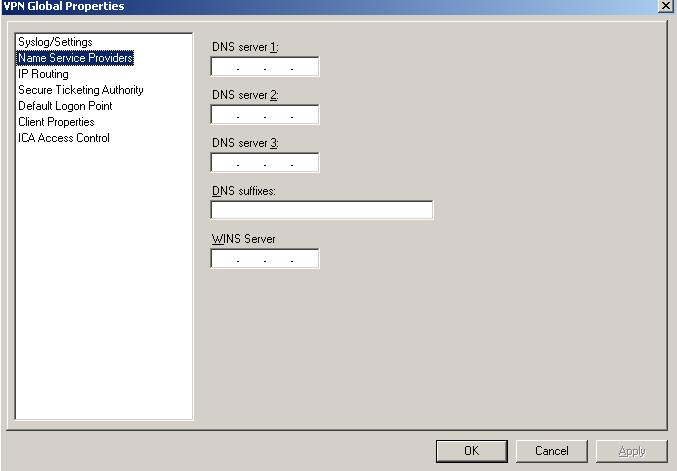 VPN Global Properties
Syslog/Settings
Name Service Providers
IP Routing
Secure Ticketing Authority
Default Logon Point
Client Properties
ICA Access Control
DNS server 1:
DNS server 2:
DNS server 3:
DNS suffixes:
WINS Server
OK
Cancel
Apply